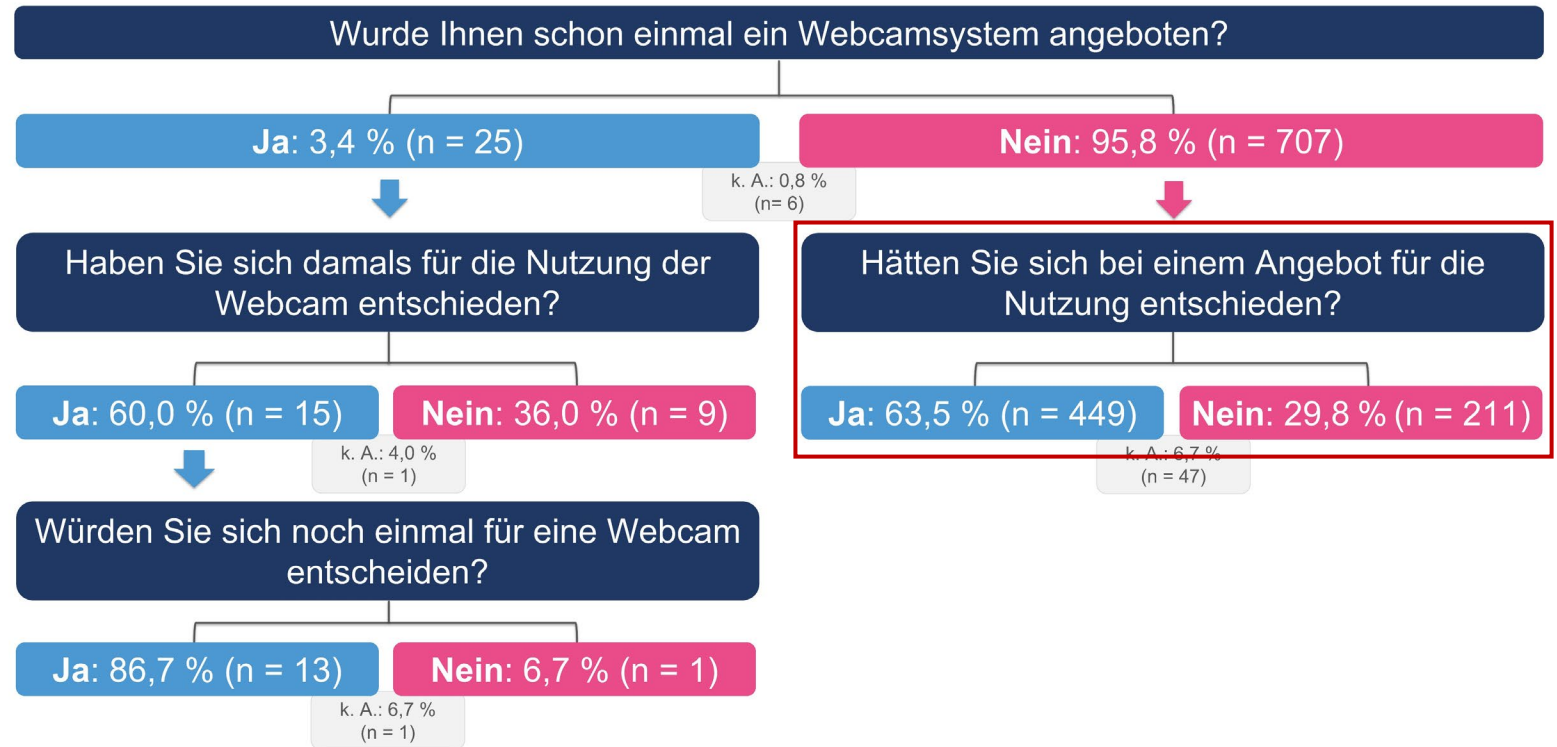 Wurde Ihnen schon einmal ein Webcamsystem angeboten?
Ja: 3,4 % (n = 25)
Nein: 95,8 % (n = 707)
k. A.: 0,8 %
(n= 6)
Haben Sie sich damals für die Nutzung der
Webcam entschieden?
Hätten Sie sich bei einem Angebot für die
Nutzung entschieden?
Ja: 60,0 % (n = 15)
Nein: 36,0 % (n = 9)
k. A.: 4,0 %
(n = 1)
Ja: 63,5 % (n = 449)
Nein: 29,8 % (n = 211)
k. A.: 6,7 %
(n = 47)
Würden Sie sich noch einmal für eine Webcam
entscheiden?
Ja: 86,7 % (n = 13)
Nein: 6,7 % (n = 1)
k. A.: 6,7 %
(n = 1)